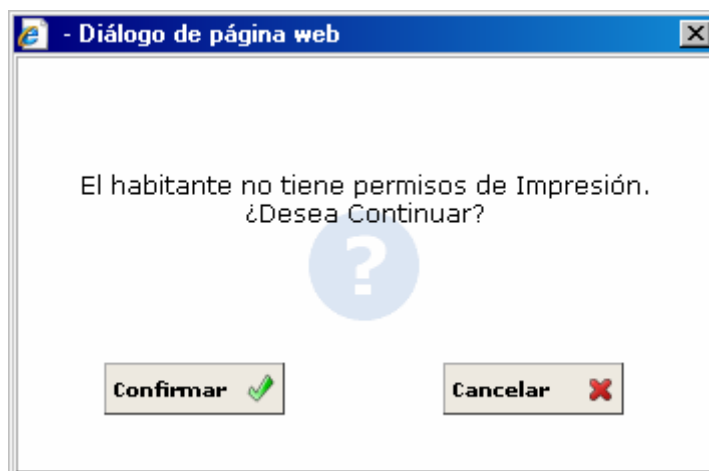 - Diálogo de página web
El habitante no tiene permisos de Impresión.
¿Desea Continuar?
?
Confirmar
Cancelar